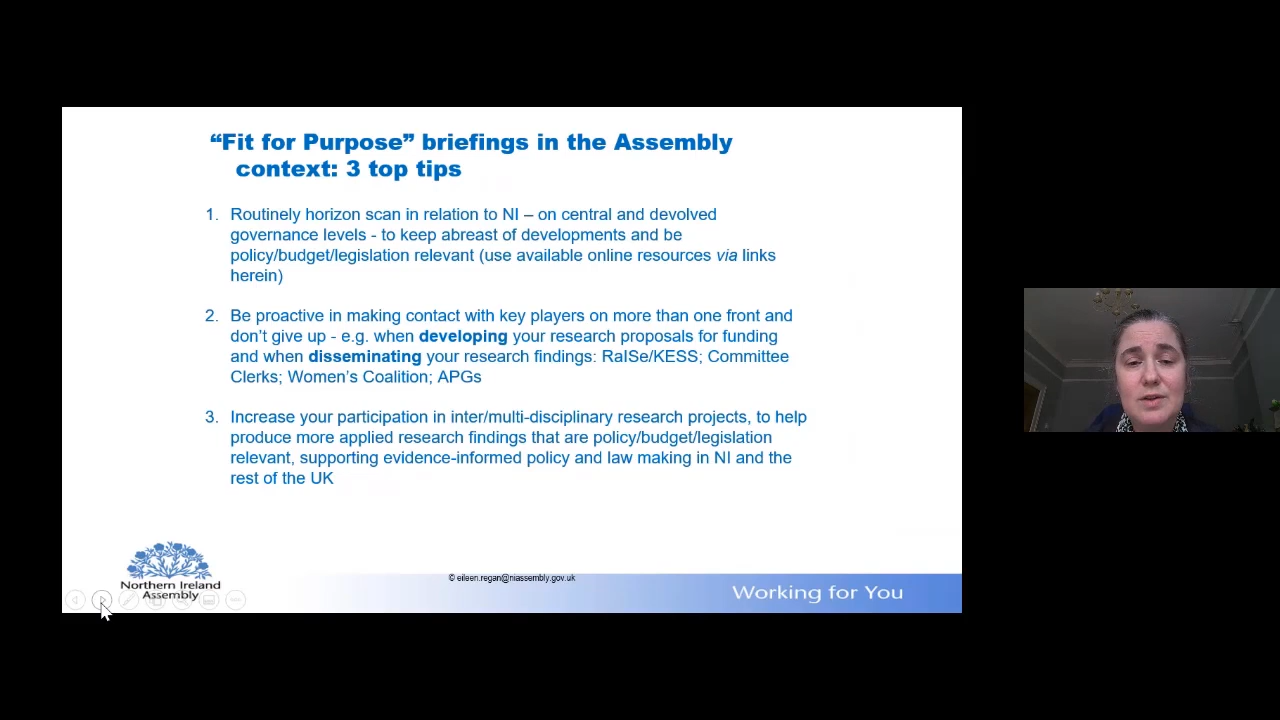 “Fit for Purpose” briefings in the Assembly
context: 3 top tips
1. Routinely horizon scan in relation to NI – on central and devolved
governance levels - to keep abreast of developments and be
policy/budget/legislation relevant (use available online resources via links
herein)
2. Be proactive in making contact with key players on more than one front and
don’t give up - e.g. when developing your research proposals for funding
and when disseminating your research findings: RaISe/KESS; Committee
Clerks; Women’s Coalition; APGs
3. Increase your participation in inter/multi-disciplinary research projects, to help
produce more applied research findings that are policy/budget/legislation
relevant, supporting evidence-informed policy and law making in NI and the
rest of the UK
Northern Ireland
Assembly
© eileen.regan@niassembly.gov.uk
Working for You